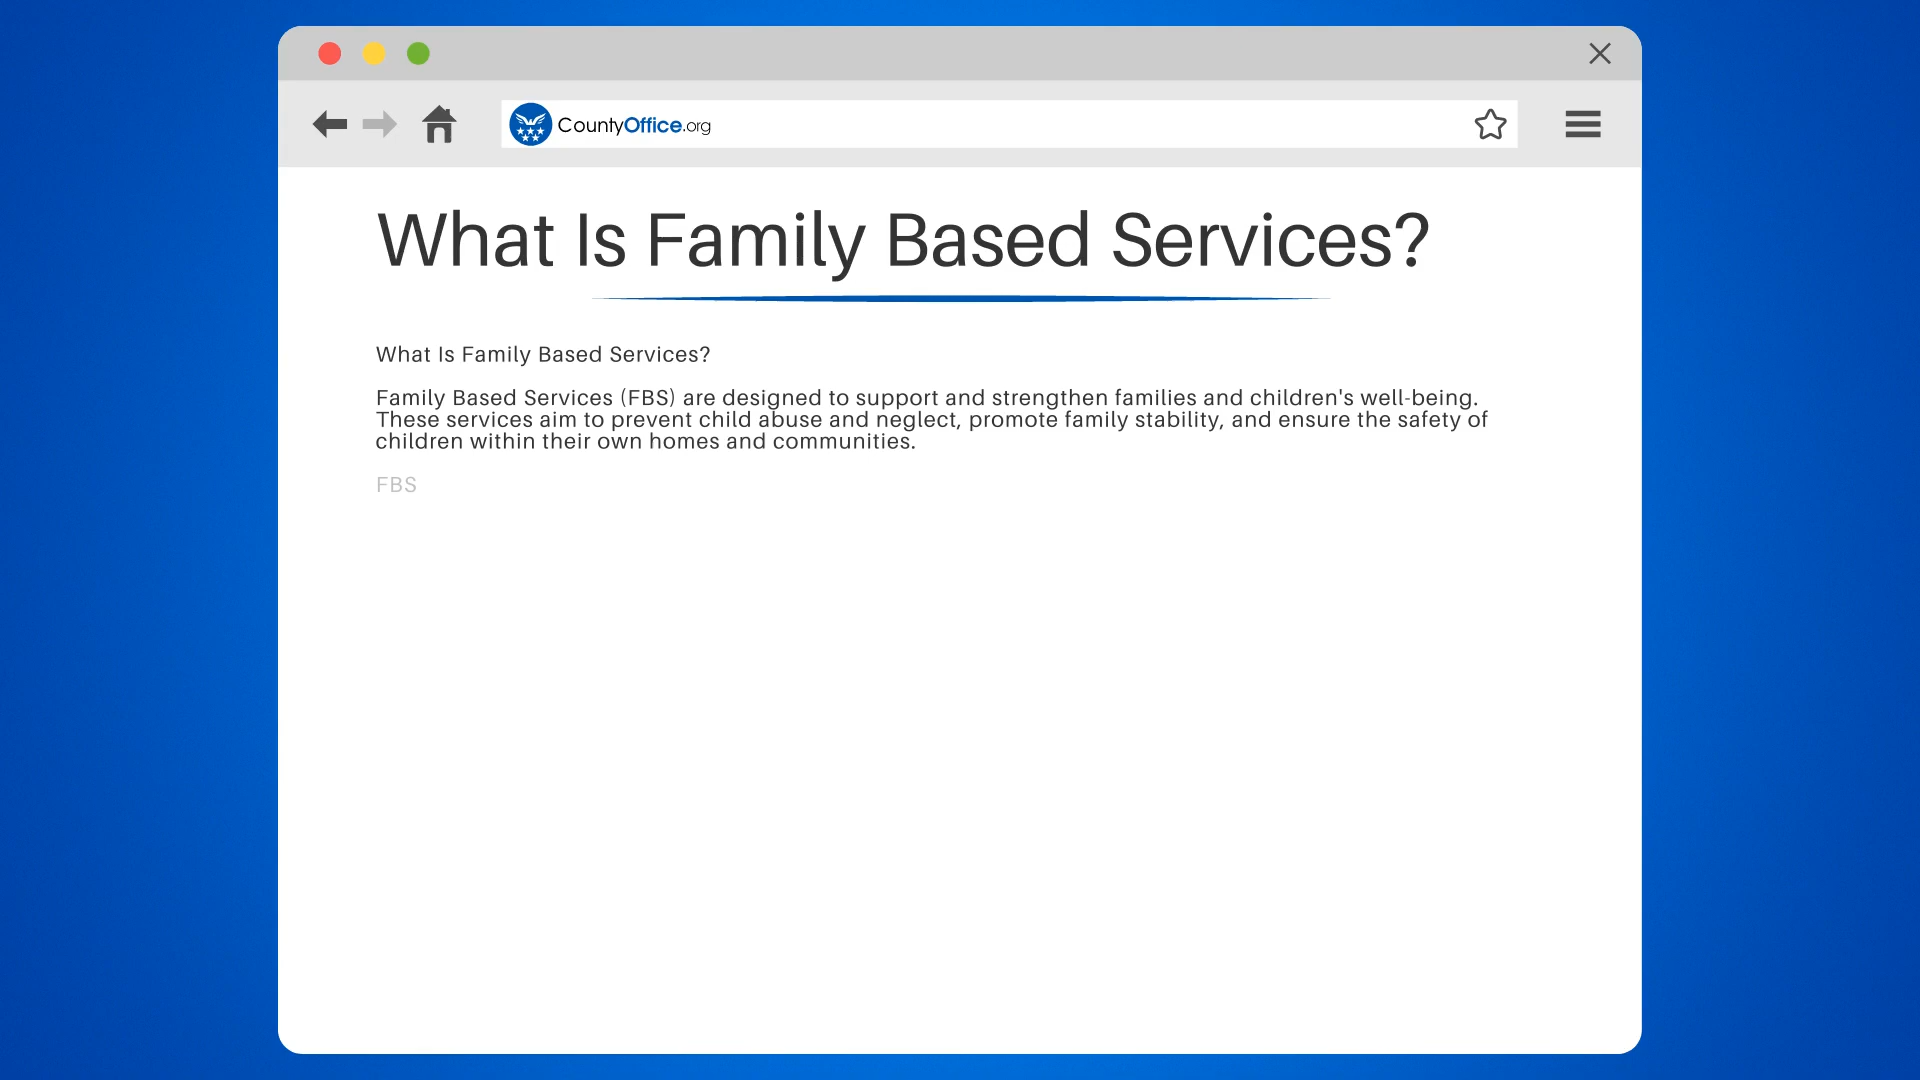 CountyOffice.org
What Is Family Based Services?
What Is Family Based Services?
Family Based Services (FBS) are designed to support and strengthen families and children's well-being.
These services aim to prevent child abuse and neglect, promote family stability, and ensure the safety of
children within their own homes and communities.
FBS